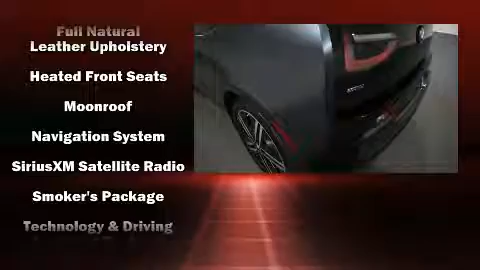 Full Natural
Leather Upholstery
Heated Front Seats
Moonroof
Navigation System
SiriusXM Satellite Radio
Smoker's Package
Technology & Driving